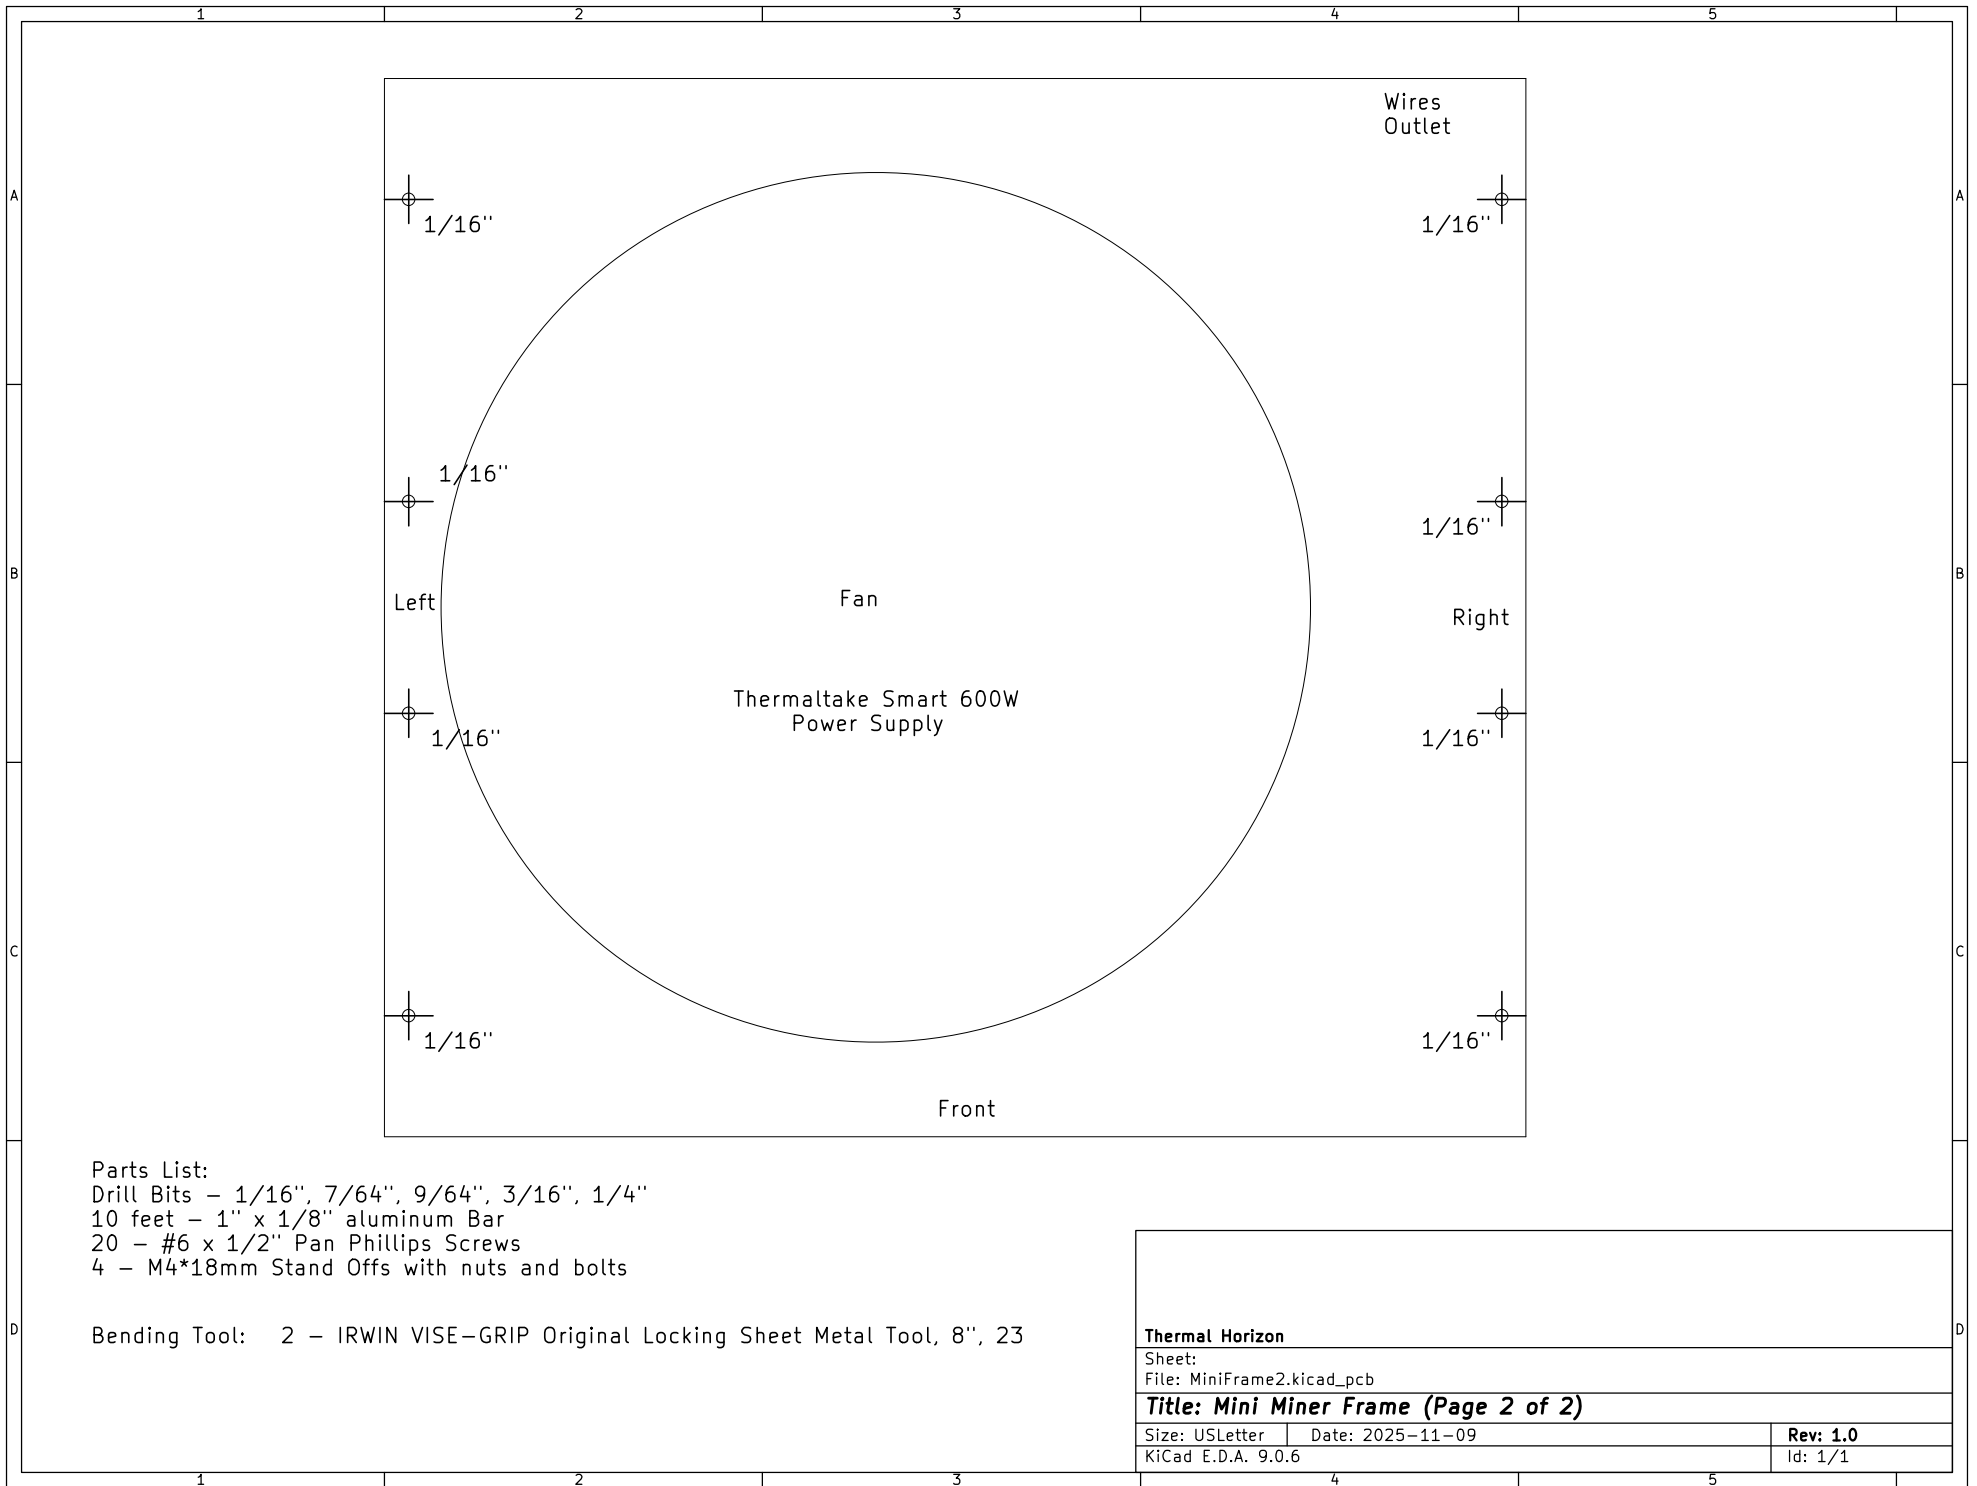 1 2 3 4 5
Wires
Outlet
A A
1/16" 1/16"
1/16"
1/16"
B B
Left Fan Right
Thermaltake Smart 600W
Power Supply
1/16" 1/16"
C C
1/16" 1/16"
Front
Parts List:
Drill Bits – 1/16", 7/64", 9/64", 3/16", 1/4"
10 feet – 1" x 1/8" aluminum Bar
20 – #6 x 1/2" Pan Phillips Screws
4 – M4*18mm Stand Offs with nuts and bolts
D D
Bending Tool: 2 – IRWIN VISE–GRIP Original Locking Sheet Metal Tool, 8", 23
Thermal Horizon
Sheet:
File: MiniFrame2.kicad_pcb
Title: Mini Miner Frame (Page 2 of 2)
Size: USLetter Date: 2025–11–09 Rev: 1.0
KiCad E.D.A. 9.0.6 Id: 1/1
1 2 3 4 5